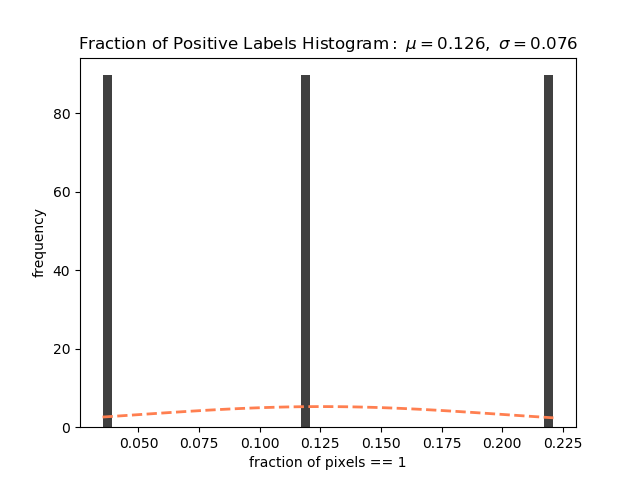 Fraction of Positive Labels Histogram : μ = 0.126, σ = 0.076
80
60
40
20
0
frequency
0.050 0.075 0.100 0.125 0.150 0.175 0.200 0.225
fraction of pixels == 1